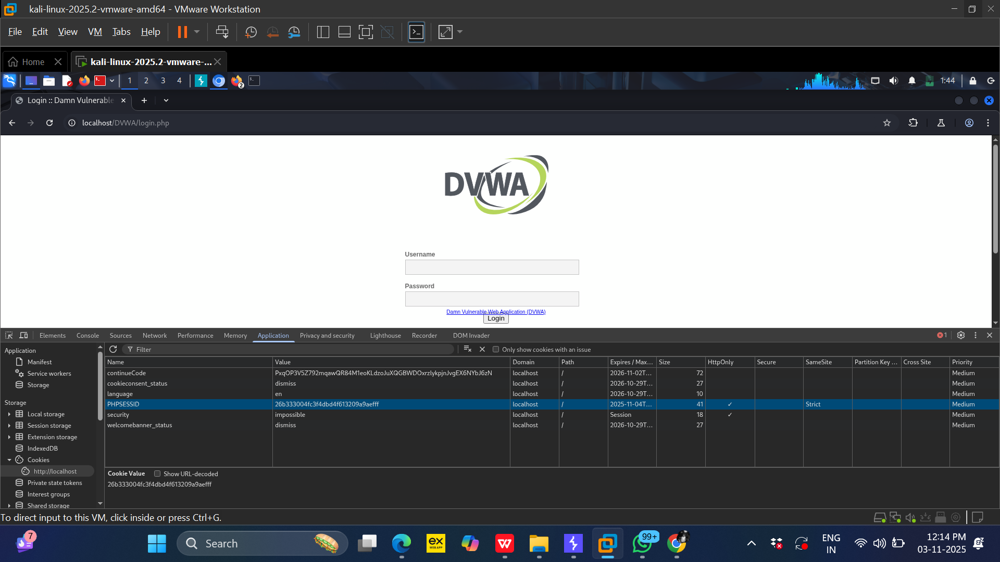 kali-linux-2025.2-vmware-amd64 - VMware Workstation
File Edit View VM Tabs Help
Home
kali-linux-2025.2-vmware-...
1 2 3 4
2
1:44
Login :: Damn Vulnerable
localhost/DVWA/login.php
DVWA
Username
Password
Damn Vulnerable Web Application (DVWA)
Login
Elements Console Sources Network Performance Memory Application Privacy and security Lighthouse Recorder DOM Invader 1
Application
Manifest
Service workers
Storage
Storage
Local storage
Session storage
Extension storage
IndexedDB
Cookies
http://localhost
Private state tokens
Interest groups
Shared storage
Filter
Only show cookies with an issue
Name Value Domain Path Expires / Max... Size HttpOnly Secure SameSite Partition Key ... Cross Site Priority
continueCode PxqOP3V5Z792mqawQR84M1eoKLdzoJuXQGBWDOxrzlykpjnJvgEX6NYbJ6zN localhost / 2026-11-02T... 72 Medium
cookieconsent_status dismiss localhost / 2026-10-29T... 27 Medium
language en localhost / 2026-10-29T... 10 Medium
PHPSESSID 26b333004fc3f4dbd4f613209a9aefff localhost / 2025-11-04T... 41 ✓ Strict Medium
security impossible localhost / Session 18 ✓ Medium
welcomebanner_status dismiss localhost / 2026-10-29T... 27 Medium
Cookie Value Show URL-decoded
26b333004fc3f4dbd4f613209a9aefff
To direct input to this VM, click inside or press Ctrl+G.
7
Search
ex
WEB APP
99+
ENG
IN
12:14 PM
03-11-2025